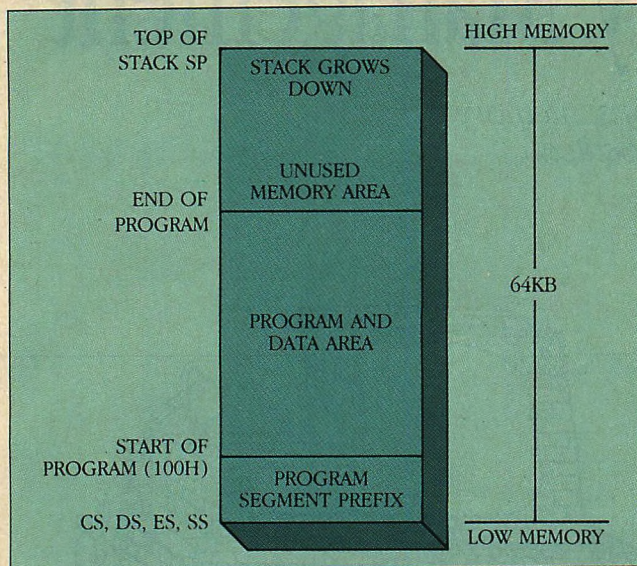 TOP OF
STACK SP
HIGH MEMORY
STACK GROWS
DOWN
UNUSED
MEMORY AREA
END OF
PROGRAM
64KB
PROGRAM AND
DATA AREA
START OF
PROGRAM (100H)
PROGRAM
SEGMENT PREFIX
CS, DS, ES, SS
LOW MEMORY